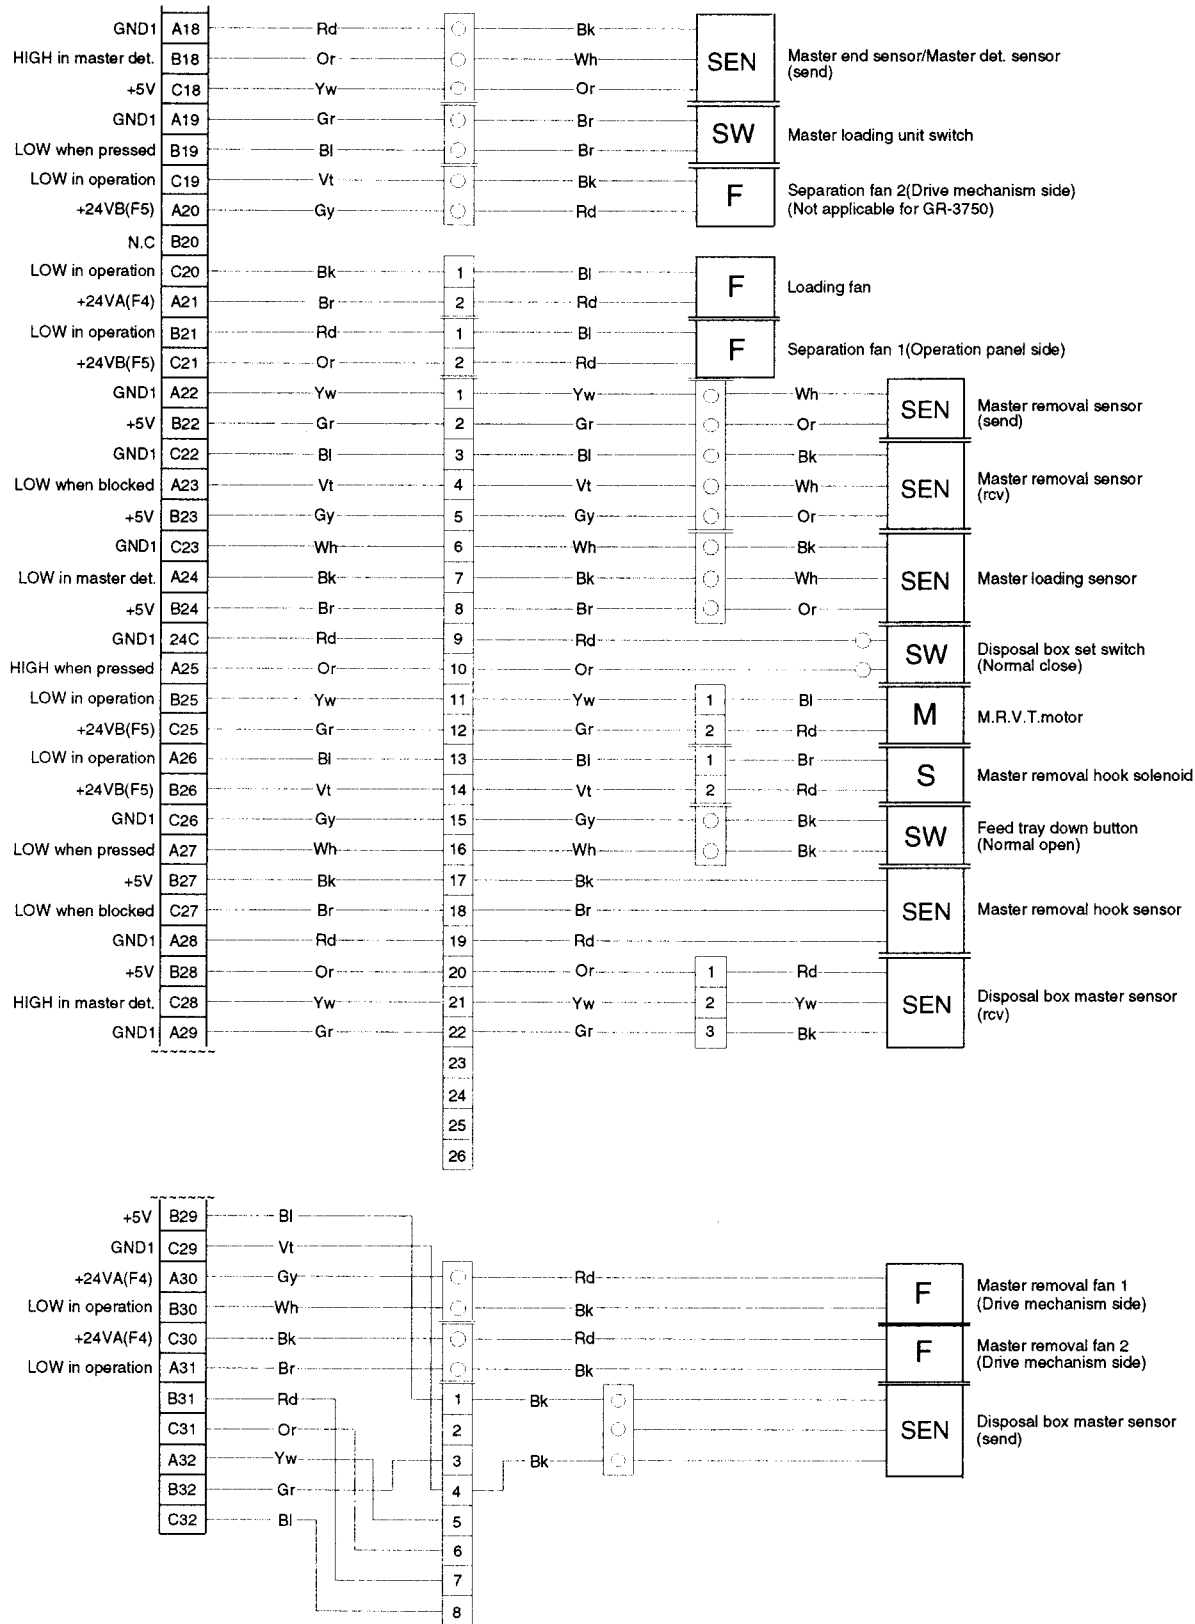 GND1 A18 Rd Bk
HIGH in master det. B18 Or Wh SEN Master end sensor/Master det. sensor
(send)
+5V C18 Yw Or
GND1 A19 Gr Br
SW Master loading unit switch
LOW when pressed B19 Bl Br
LOW in operation C19 Vt Bk
F Separation fan 2(Drive mechanism side)
(Not applicable for GR-3750)
+24VB(F5) A20 Gy Rd
N.C B20
LOW in operation C20 Bk 1 Bl
F Loading fan
+24VA(F4) A21 Br 2 Rd
LOW in operation B21 Rd 1 Bl
F Separation fan 1(Operation panel side)
+24VB(F5) C21 Or 2 Rd
GND1 A22 Yw 1 Yw Wh
SEN Master removal sensor
(send)
+5V B22 Gr 2 Gr Or
GND1 C22 Bl 3 Bl Bk
LOW when blocked A23 Vt 4 Vt Wh SEN Master removal sensor
(rcv)
+5V B23 Gy 5 Gy Or
GND1 C23 Wh 6 Wh Bk
LOW in master det. A24 Bk 7 Bk Wh SEN Master loading sensor
+5V B24 Br 8 Br Or
GND1 24C Rd 9 Rd
SW Disposal box set switch
(Normal close)
HIGH when pressed A25 Or 10 Or
LOW in operation B25 Yw 11 Yw 1 Bl
M M.R.V.T.motor
+24VB(F5) C25 Gr 12 Gr 2 Rd
LOW in operation A26 Bl 13 Bl 1 Br
S Master removal hook solenoid
+24VB(F5) B26 Vt 14 Vt 2 Rd
GND1 C26 Gy 15 Gy Bk
SW Feed tray down button
(Normal open)
LOW when pressed A27 Wh 16 Wh Bk
+5V B27 Bk 17 Bk
LOW when blocked C27 Br 18 Br SEN Master removal hook sensor
GND1 A28 Rd 19 Rd
+5V B28 Or 20 Or 1 Rd
HIGH in master det. C28 Yw 21 Yw 2 Yw SEN Disposal box master sensor
(rcv)
GND1 A29 Gr 22 Gr 3 Bk
23
24
25
26
+5V B29 Bl
GND1 C29 Vt
+24VA(F4) A30 Gy Rd
F Master removal fan 1
(Drive mechanism side)
LOW in operation B30 Wh Bk
+24VA(F4) C30 Bk Rd
F Master removal fan 2
(Drive mechanism side)
LOW in operation A31 Br Bk
B31 Rd 1 Bk
C31 Or 2 SEN Disposal box master sensor
(send)
A32 Yw 3 Bk
B32 Gr 4
C32 Bl 5
6
7
8